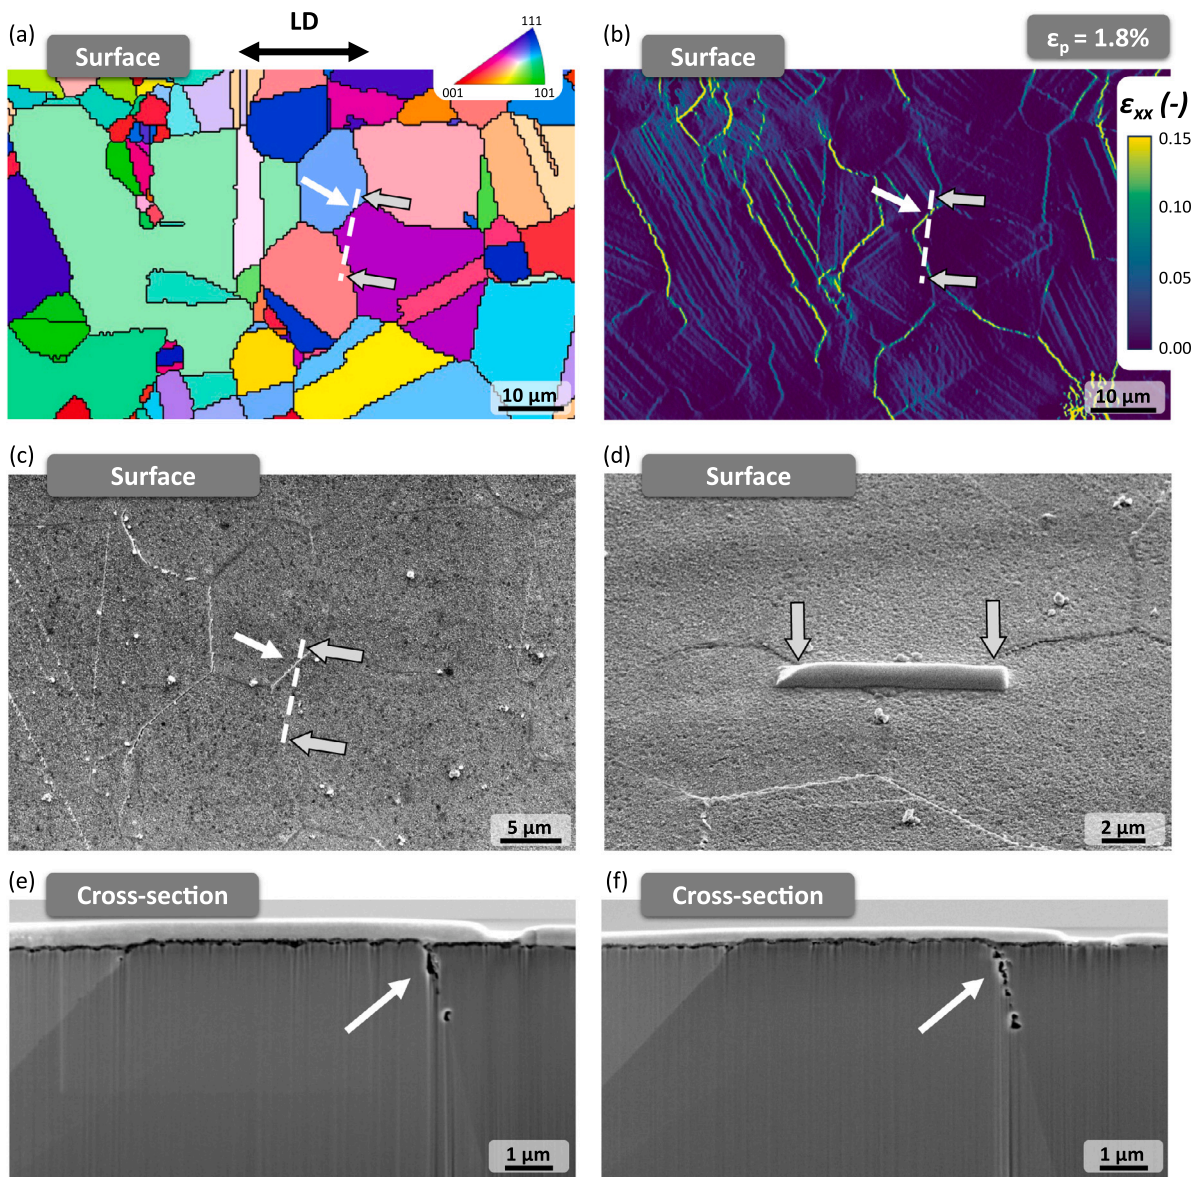 (a)
Surface
LD
111
001
101
10 µm
(b)
Surface
εp = 1.8%
εxx (-)
0.15
0.10
0.05
0.00
10 µm
(c)
Surface
5 µm
(d)
Surface
2 µm
(e)
Cross-section
1 µm
(f)
Cross-section
1 µm